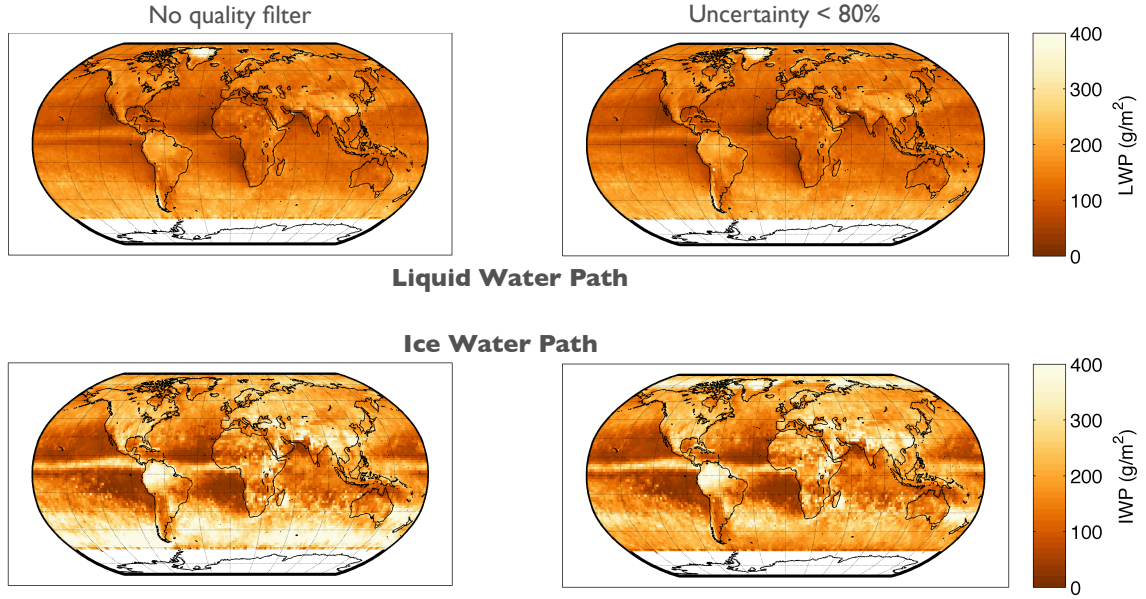 No quality filter
Uncertainty < 80%
400
300
200
100
0
LWP (g/m²)
Liquid Water Path
Ice Water Path
400
300
200
100
0
IWP (g/m²)